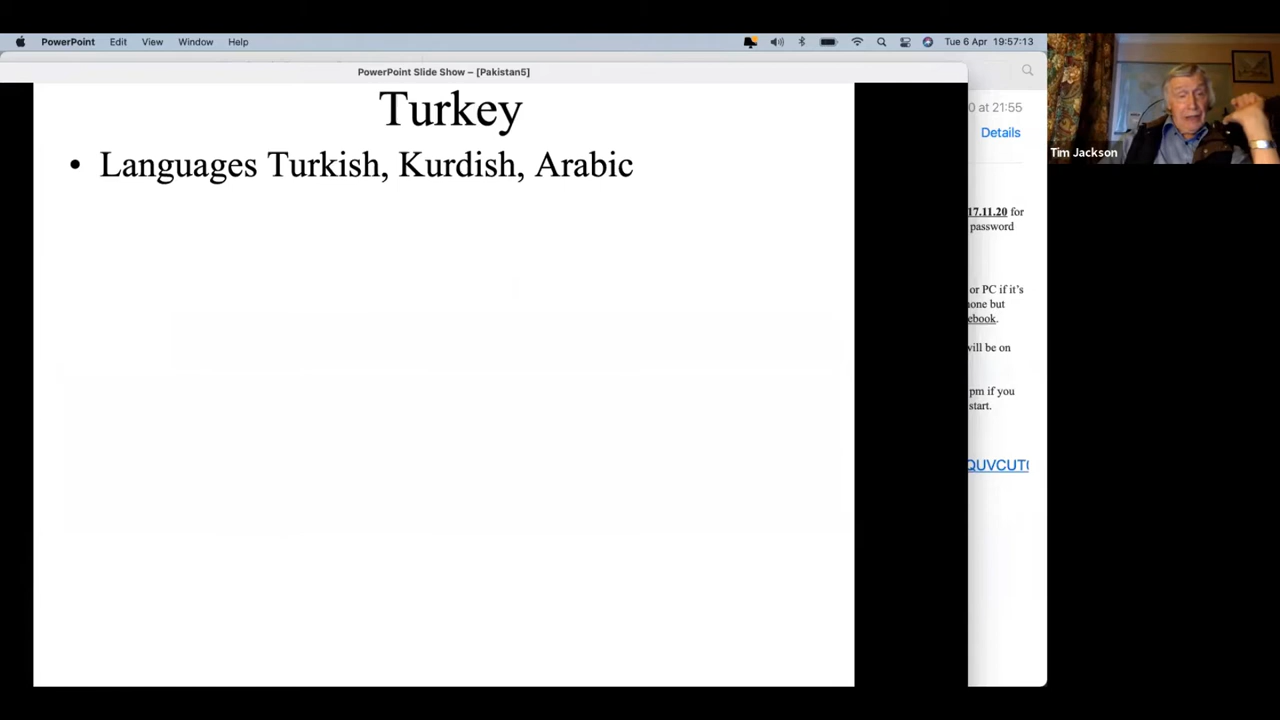 PowerPoint Edit View Window Help Tue 6 Apr 19:57:13
PowerPoint Slide Show – [Pakistan5]
Turkey
• Languages Turkish, Kurdish, Arabic
0 at 21:55
Details
17.11.20 for
password
or PC if it's
but
ebook.
will be on
pm if you
start.
QUVCUT
Tim Jackson